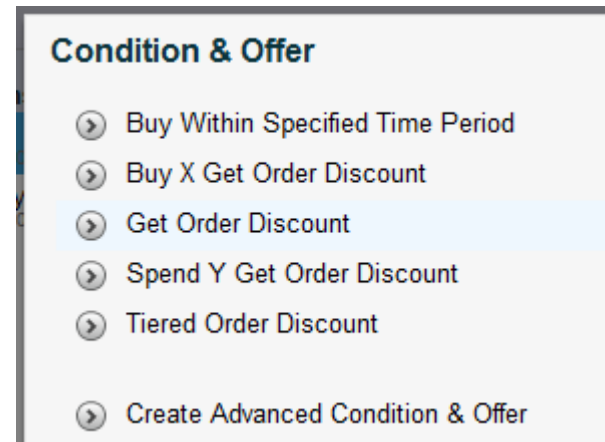 Condition & Offer
Buy Within Specified Time Period
Buy X Get Order Discount
Get Order Discount
Spend Y Get Order Discount
Tiered Order Discount
Create Advanced Condition & Offer